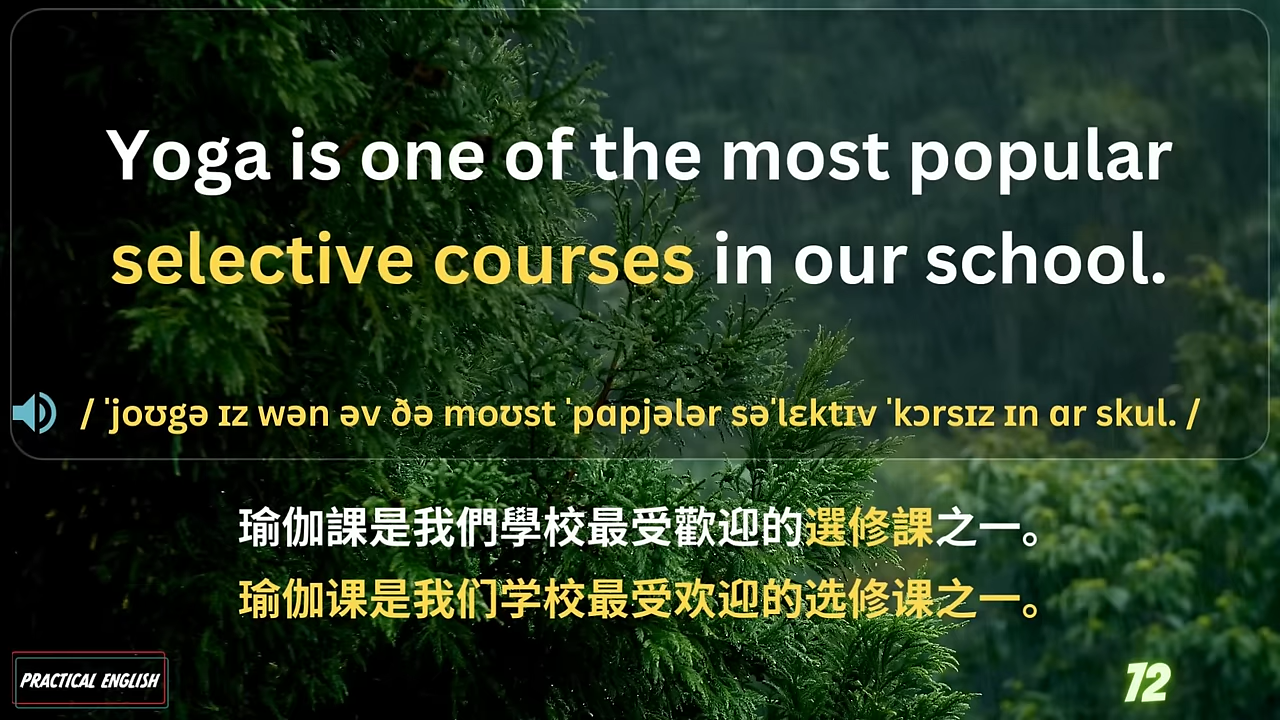 Yoga is one of the most popular
selective courses in our school.
/ ˈjoʊgə ɪz wən əv ðə moʊst ˈpɑpjələr səˈlɛktɪv ˈkɔrsɪz ɪn ɑr skul. /
瑜伽課是我們學校最受歡迎的選修課之一。
瑜伽课是我们学校最受欢迎的选修课之一。
PRACTICAL ENGLISH
72